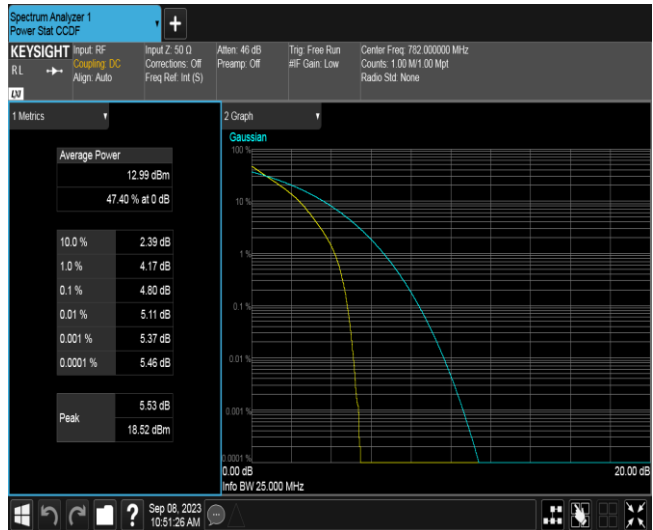 Spectrum Analyzer 1
Power Stat CCDF
+
KEYSIGHT
RL
LXI
Input: RF
Coupling: DC
Align: Auto
Input Z: 50 Ω
Corrections: Off
Freq Ref: Int (S)
Atten: 46 dB
Preamp: Off
Trig: Free Run
#IF Gain: Low
Center Freq: 782.000000 MHz
Counts: 1.00 M/1.00 Mpt
Radio Std: None
1 Metrics
Average Power
12.99 dBm
47.40 % at 0 dB
10.0 % 2.39 dB
1.0 % 4.17 dB
0.1 % 4.80 dB
0.01 % 5.11 dB
0.001 % 5.37 dB
0.0001 % 5.46 dB
Peak 5.53 dB
18.52 dBm
2 Graph
Gaussian
100 %
10 %
1 %
0.1 %
0.01 %
0.001 %
0.0001 %
0.00 dB 20.00 dB
Info BW 25.000 MHz
? Sep 08, 2023
10:51:26 AM